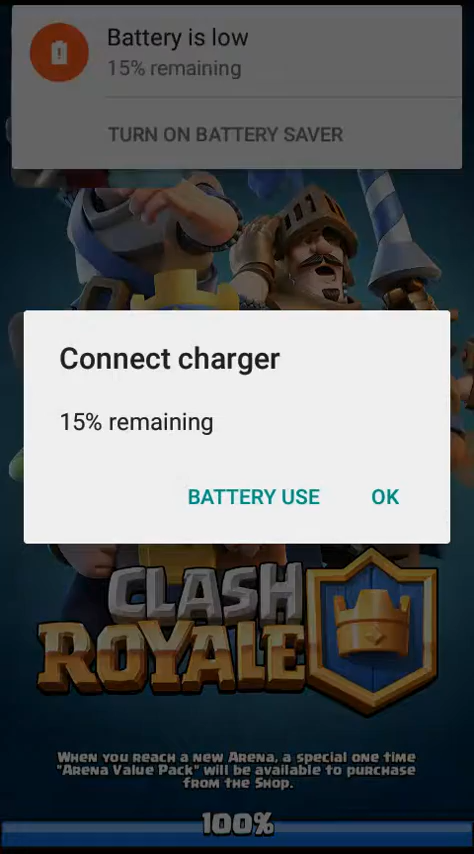 Battery is low
15% remaining
TURN ON BATTERY SAVER
Connect charger
15% remaining
BATTERY USE
OK
CLASH
ROYALE
When you reach a new Arena, a special one time
"Arena Value Pack" will be available to purchase
from the Shop.
100%